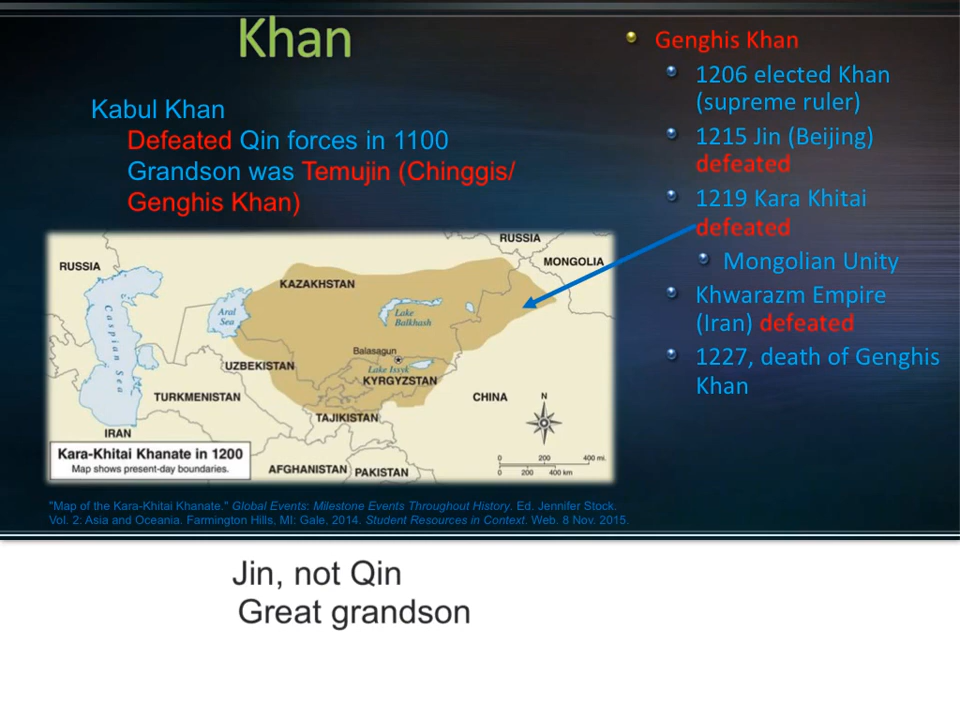 Khan
Kabul Khan
Defeated Qin forces in 1100
Grandson was Temujin (Chinggis/
Genghis Khan)
Genghis Khan
1206 elected Khan
(supreme ruler)
1215 Jin (Beijing)
defeated
1219 Kara Khitai
defeated
Mongolian Unity
Khwarazm Empire
(Iran) defeated
1227, death of Genghis
Khan
RUSSIA
RUSSIA
MONGOLIA
KAZAKHSTAN
Caspian Sea
Aral
Sea
Lake
Balkhash
Balasagun
Lake Issyk
UZBEKISTAN
KYRGYZSTAN
TURKMENISTAN
CHINA
N
TAJIKISTAN
IRAN
AFGHANISTAN
PAKISTAN
Kara-Khitai Khanate in 1200
Map shows present-day boundaries.
0 200 400 mi.
0 200 400 km
"Map of the Kara-Khitai Khanate." Global Events: Milestone Events Throughout History. Ed. Jennifer Stock.
Vol. 2: Asia and Oceania. Farmington Hills, MI: Gale, 2014. Student Resources in Context. Web. 8 Nov. 2015.
Jin, not Qin
Great grandson